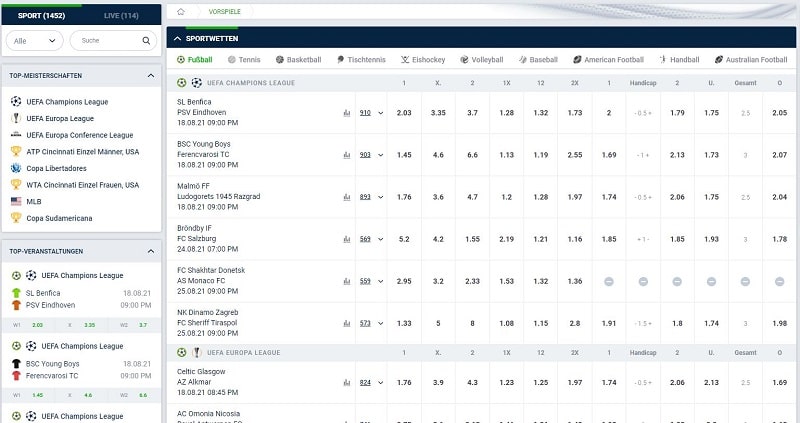 SPORT (1452)
LIVE (114)
Alle
Suche
TOP-MEISTERSCHAFTEN
UEFA Champions League
UEFA Europa League
UEFA Europa Conference League
ATP Cincinnati Einzel Männer, USA
Copa Libertadores
WTA Cincinnati Einzel Frauen, USA
MLB
Copa Sudamericana
TOP-VERANSTALTUNGEN
UEFA Champions League
SL Benfica 18.08.21
PSV Eindhoven 09:00 PM
W1 2.03 X 3.35 W2 3.7
UEFA Champions League
BSC Young Boys 18.08.21
Ferencvarosi TC 09:00 PM
W1 1.45 X 4.6 W2 6.6
UEFA Champions League
VORSPIELE
SPORTWETTEN
Fußball Tennis Basketball Tischtennis Eishockey Volleyball Baseball American Football Handball Australian Football
UEFA CHAMPIONS LEAGUE 1 X. 2 1X 12 2X 1 Handicap 2 U. Gesamt O
SL Benfica
PSV Eindhoven 910 2.03 3.35 3.7 1.28 1.32 1.73 2 - 0.5 + 1.79 1.75 2.5 2.05
18.08.21 09:00 PM
BSC Young Boys
Ferencvarosi TC 903 1.45 4.6 6.6 1.13 1.19 2.55 1.69 - 1 + 2.13 1.73 3 2.07
18.08.21 09:00 PM
Malmö FF
Ludogorets 1945 Razgrad 893 1.76 3.6 4.7 1.2 1.28 1.97 1.74 - 0.5 + 2.06 1.75 2.5 2.04
18.08.21 09:00 PM
Bröndby IF
FC Salzburg 569 5.2 4.2 1.55 2.19 1.21 1.16 1.85 + 1 - 1.85 1.93 3 1.78
24.08.21 07:00 PM
FC Shakhtar Donetsk
AS Monaco FC 559 2.95 3.2 2.33 1.53 1.32 1.36
25.08.21 09:00 PM
NK Dinamo Zagreb
FC Sheriff Tiraspol 573 1.33 5 8 1.08 1.15 2.8 1.91 - 1.5 + 1.8 1.74 3 1.98
25.08.21 09:00 PM
UEFA EUROPA LEAGUE 1 X. 2 1X 12 2X 1 Handicap 2 U. Gesamt O
Celtic Glasgow
AZ Alkmar 824 1.76 3.9 4.3 1.23 1.25 1.97 1.74 - 0.5 + 2.06 2.13 2.5 1.69
18.08.21 08:45 PM
AC Omonia Nicosia